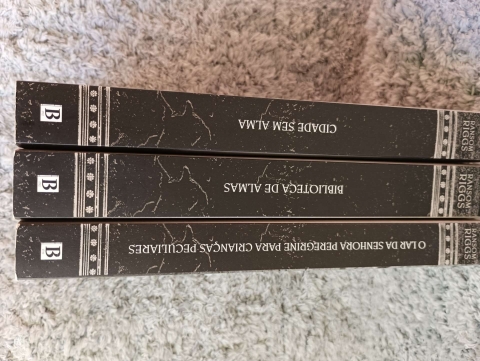 RANSOM RIGGS
CIDADE SEM ALMA
B
RANSOM RIGGS
BIBLIOTECA DE ALMAS
B
RANSOM RIGGS
O LAR DA SENHORA PEREGRINE PARA CRIANÇAS PECULIARES
B